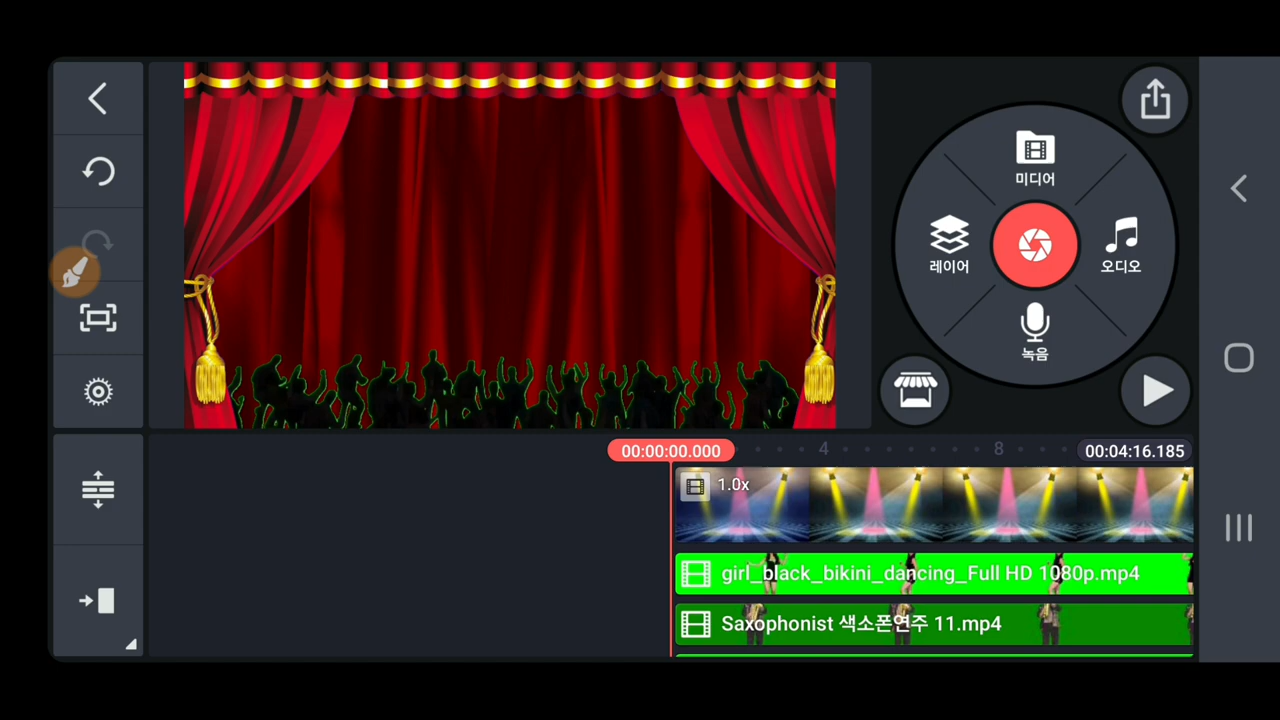 미디어
레이어
오디오
녹음
00:00:00.000
4
8
00:04:16.185
1.0x
girl_black_bikini_dancing_Full HD 1080p.mp4
Saxophonist 색소폰연주 11.mp4